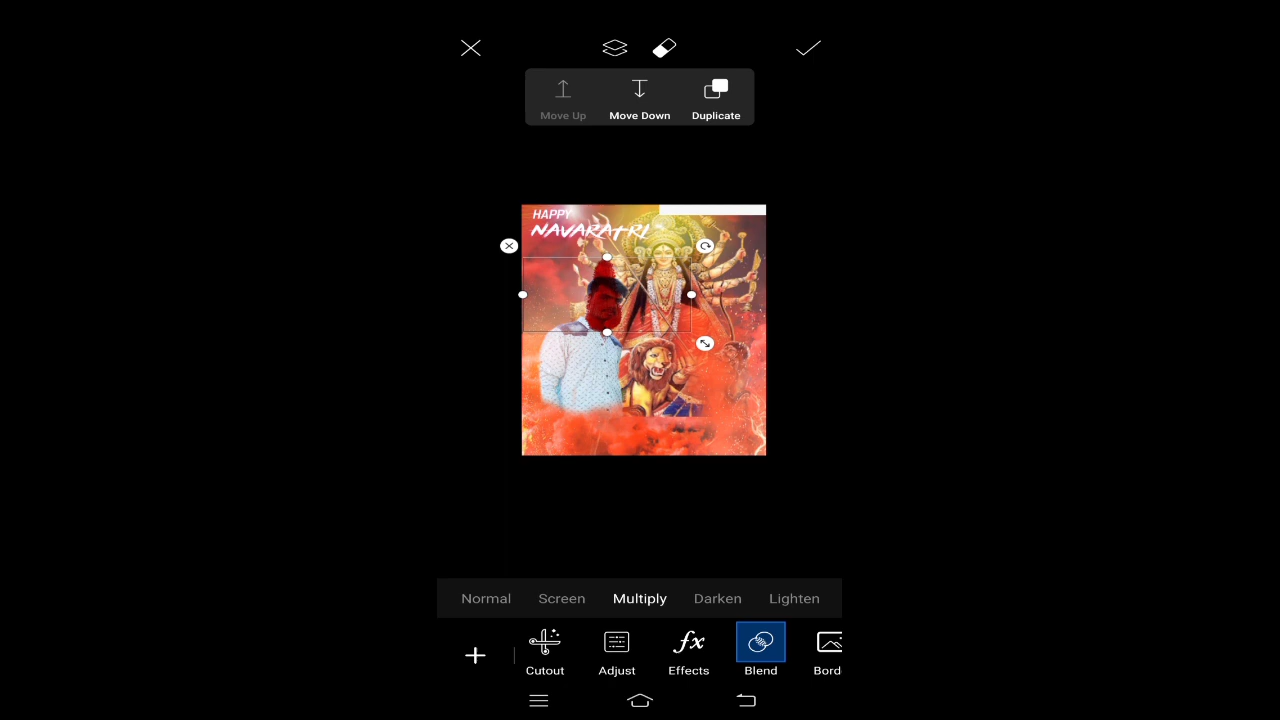 Move Up Move Down Duplicate
HAPPY
NAVARATRI
Normal Screen Multiply Darken Lighten
Cutout Adjust Effects Blend Bord